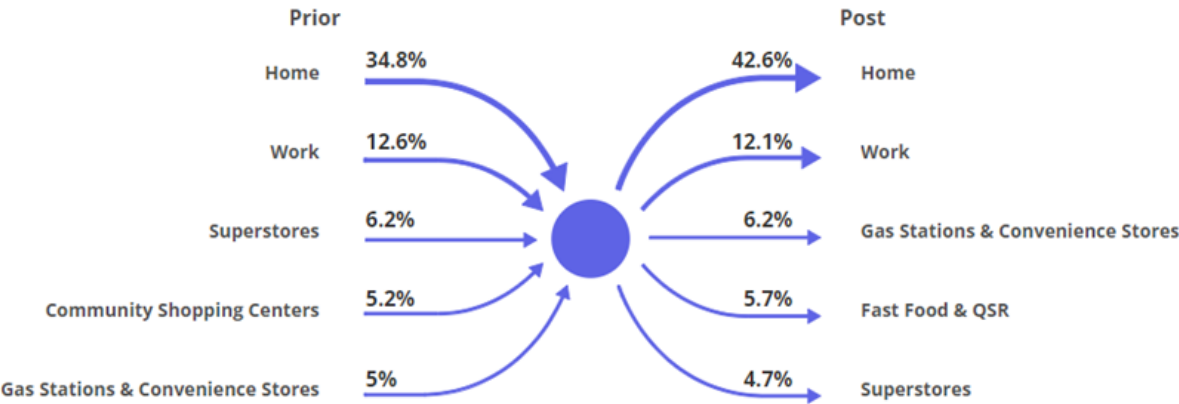 Prior Post
Home 34.8% 42.6% Home
Work 12.6% 12.1% Work
Superstores 6.2% 6.2% Gas Stations & Convenience Stores
Community Shopping Centers 5.2% 5.7% Fast Food & QSR
Gas Stations & Convenience Stores 5% 4.7% Superstores